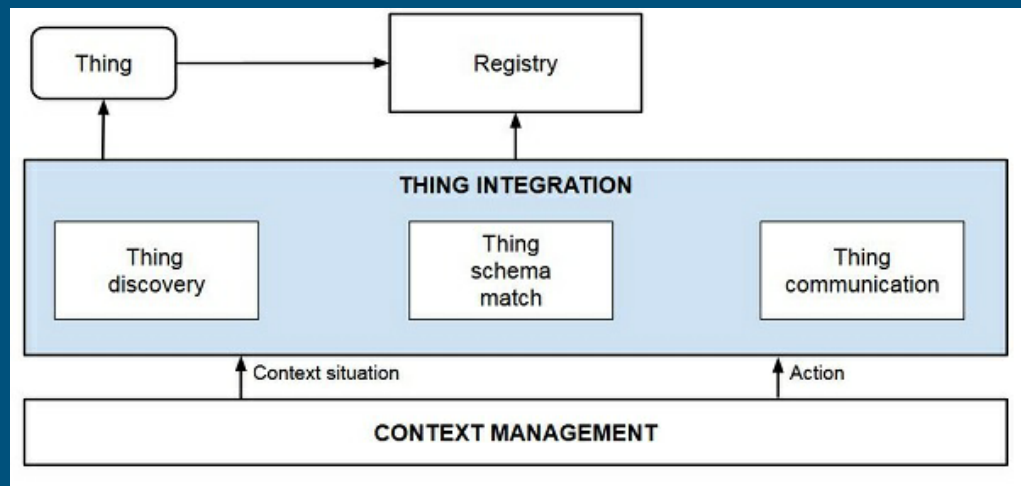 Thing
Registry
THING INTEGRATION
Thing
discovery
Thing
schema
match
Thing
communication
Context situation
Action
CONTEXT MANAGEMENT